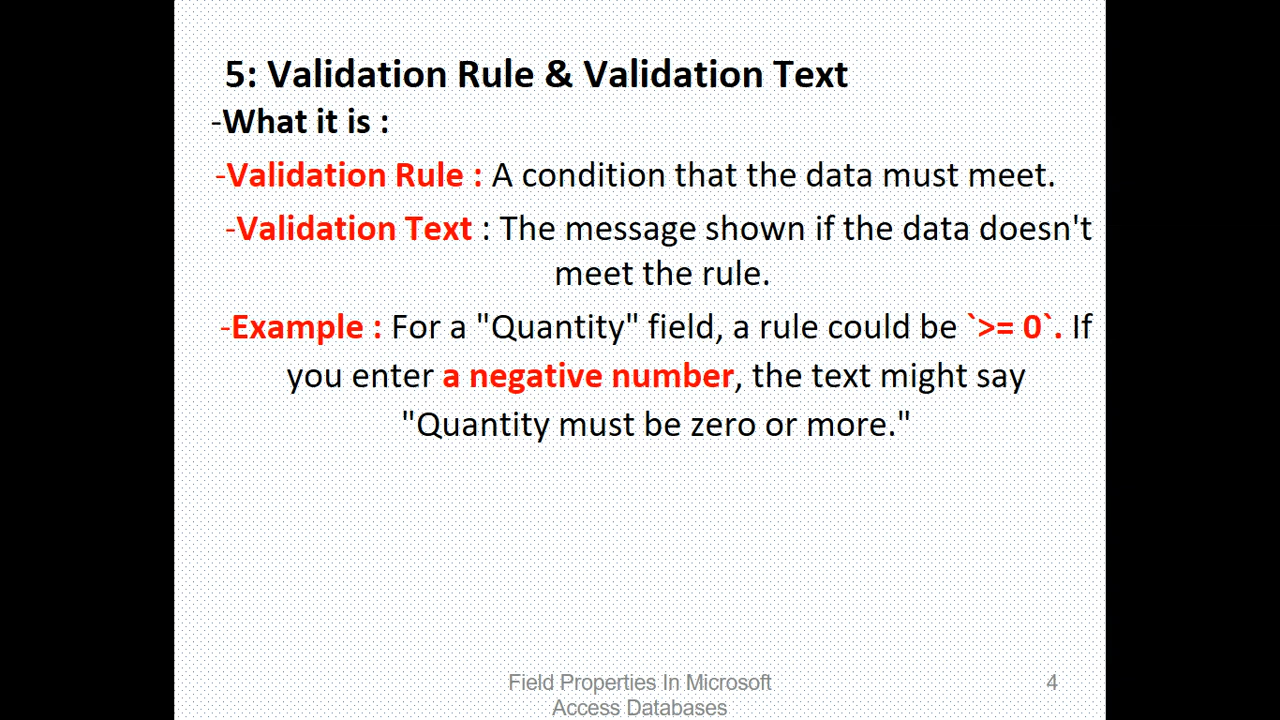 5: Validation Rule & Validation Text
-What it is :
-Validation Rule : A condition that the data must meet.
-Validation Text : The message shown if the data doesn't
meet the rule.
-Example : For a "Quantity" field, a rule could be `>= 0`. If
you enter a negative number, the text might say
"Quantity must be zero or more."
Field Properties In Microsoft
Access Databases
4